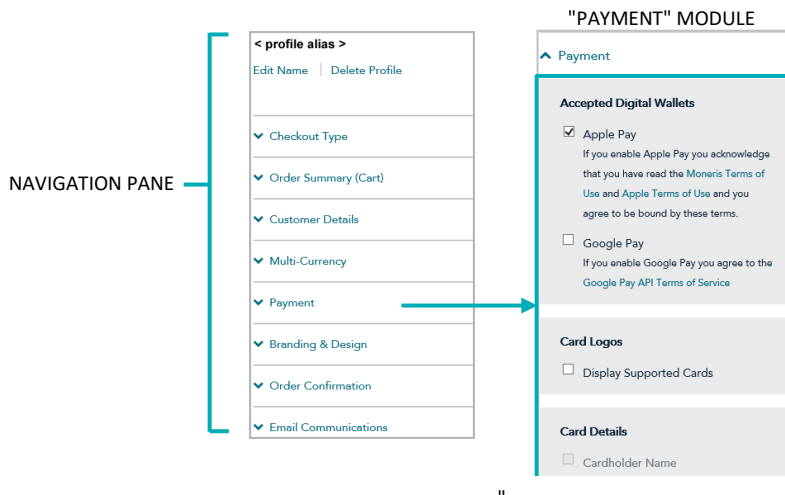 "PAYMENT" MODULE
NAVIGATION PANE
< profile alias >
Edit Name | Delete Profile
Checkout Type
Order Summary (Cart)
Customer Details
Multi-Currency
Payment
Branding & Design
Order Confirmation
Email Communications
Payment
Accepted Digital Wallets
Apple Pay
If you enable Apple Pay you acknowledge
that you have read the Moneris Terms of
Use and Apple Terms of Use and you
agree to be bound by these terms.
Google Pay
If you enable Google Pay you agree to the
Google Pay API Terms of Service
Card Logos
Display Supported Cards
Card Details
Cardholder Name
"